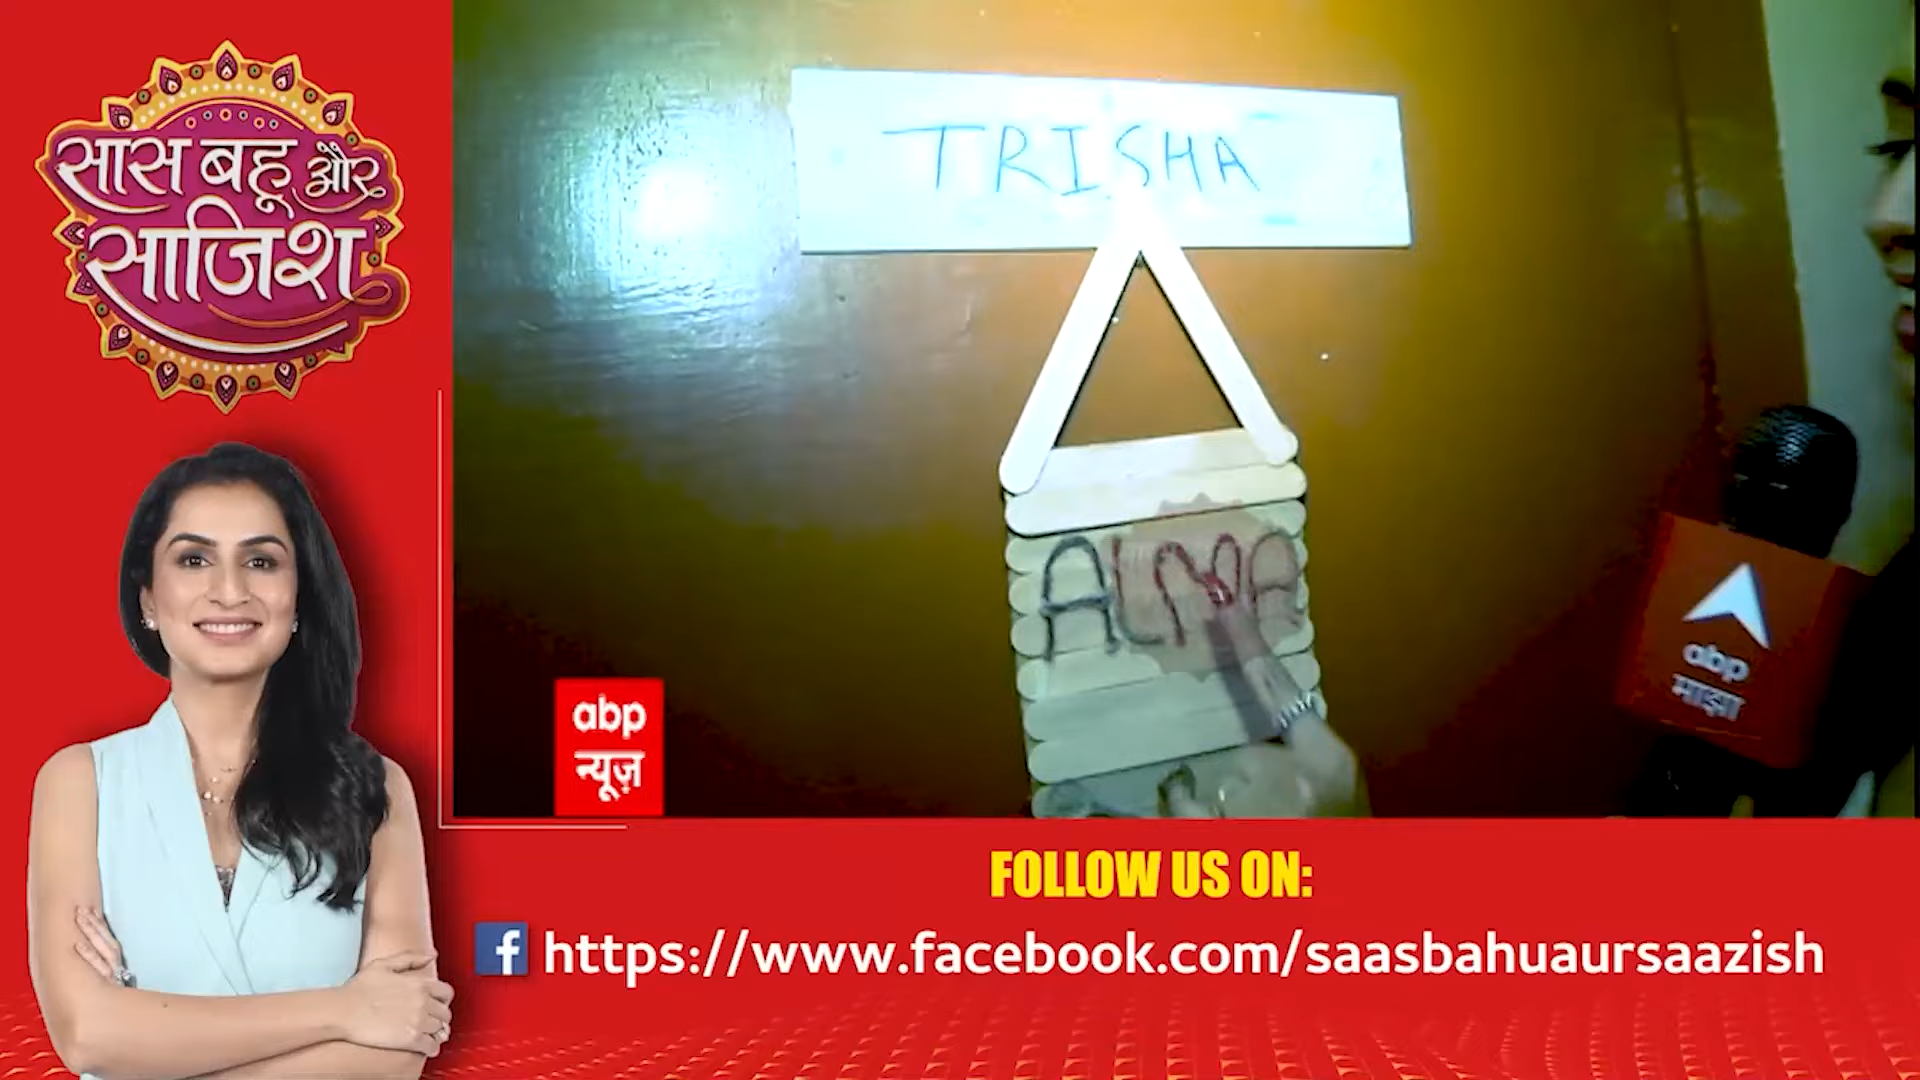 सास बहू और
साजिश
TRISHA
ALMA
abp
माझा
abp
न्यूज़
FOLLOW US ON:
f https://www.facebook.com/saasbahuaursaazish